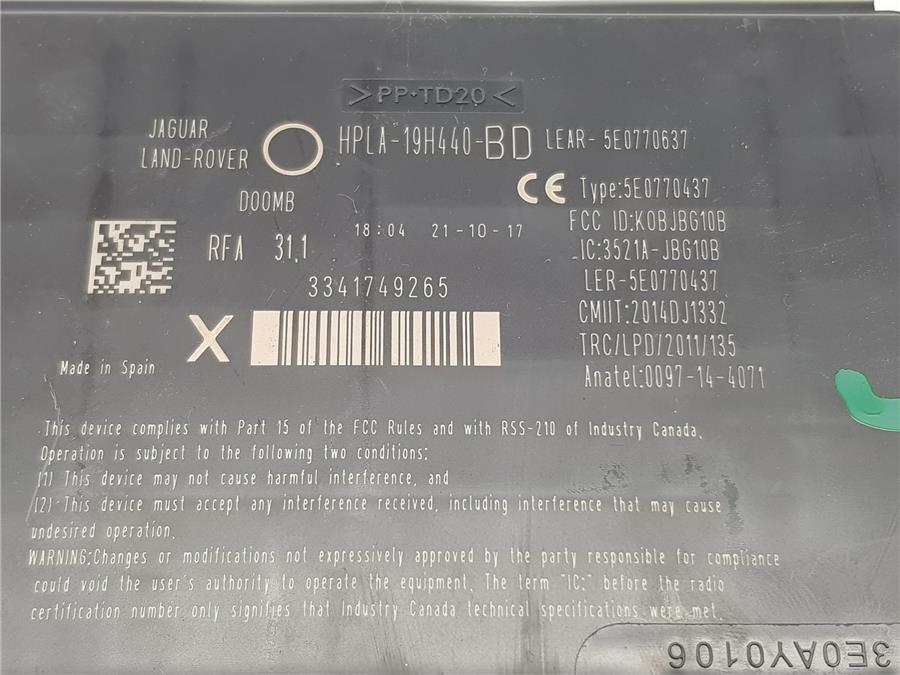 >PP-TD20<
JAGUAR
LAND-ROVER
HPLA-19H440-BD LEAR- 5E0770637
DOOMB
CE Type:5E0770437
FCC ID:KOBJBG10B
18:04 21-10-17
RFA 31.1
IC:3521A-JBG10B
3341749265
LER-5E0770437
CMIIT:2014DJ1332
X
TRC/LPD/2011/135
Made in Spain
Anatel:0097-14-4071
This device complies with Part 15 of the FCC Rules and with RSS-210 of Industry Canada.
Operation is subject to the following two conditions:
(1) This device may not cause harmful interference, and
(2) This device must accept any interference received, including interference that may cause
undesired operation.
WARNING:Changes or modifications not expressively approved by the party responsible for compliance
could void the user's authority to operate the equipment. The term "IC:" before the radio
certification number only signifies that Industry Canada technical specifications were met.
3E0AY0106